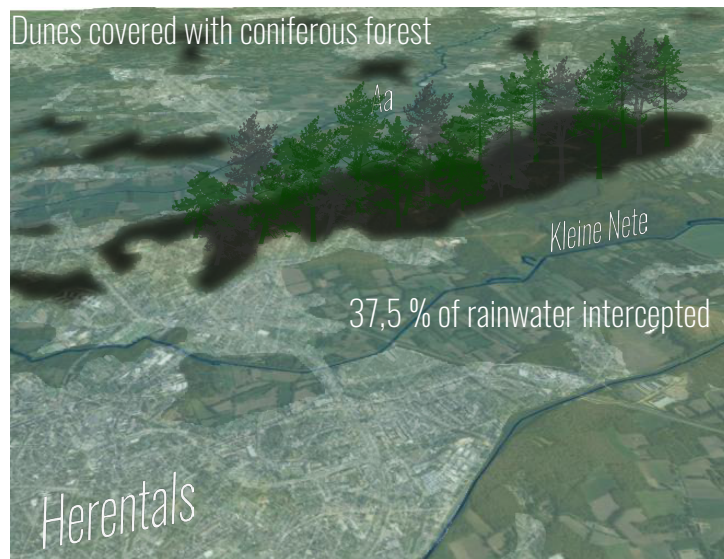 Dunes covered with coniferous forest
Aa
Kleine Nete
37,5 % of rainwater intercepted
Herentals